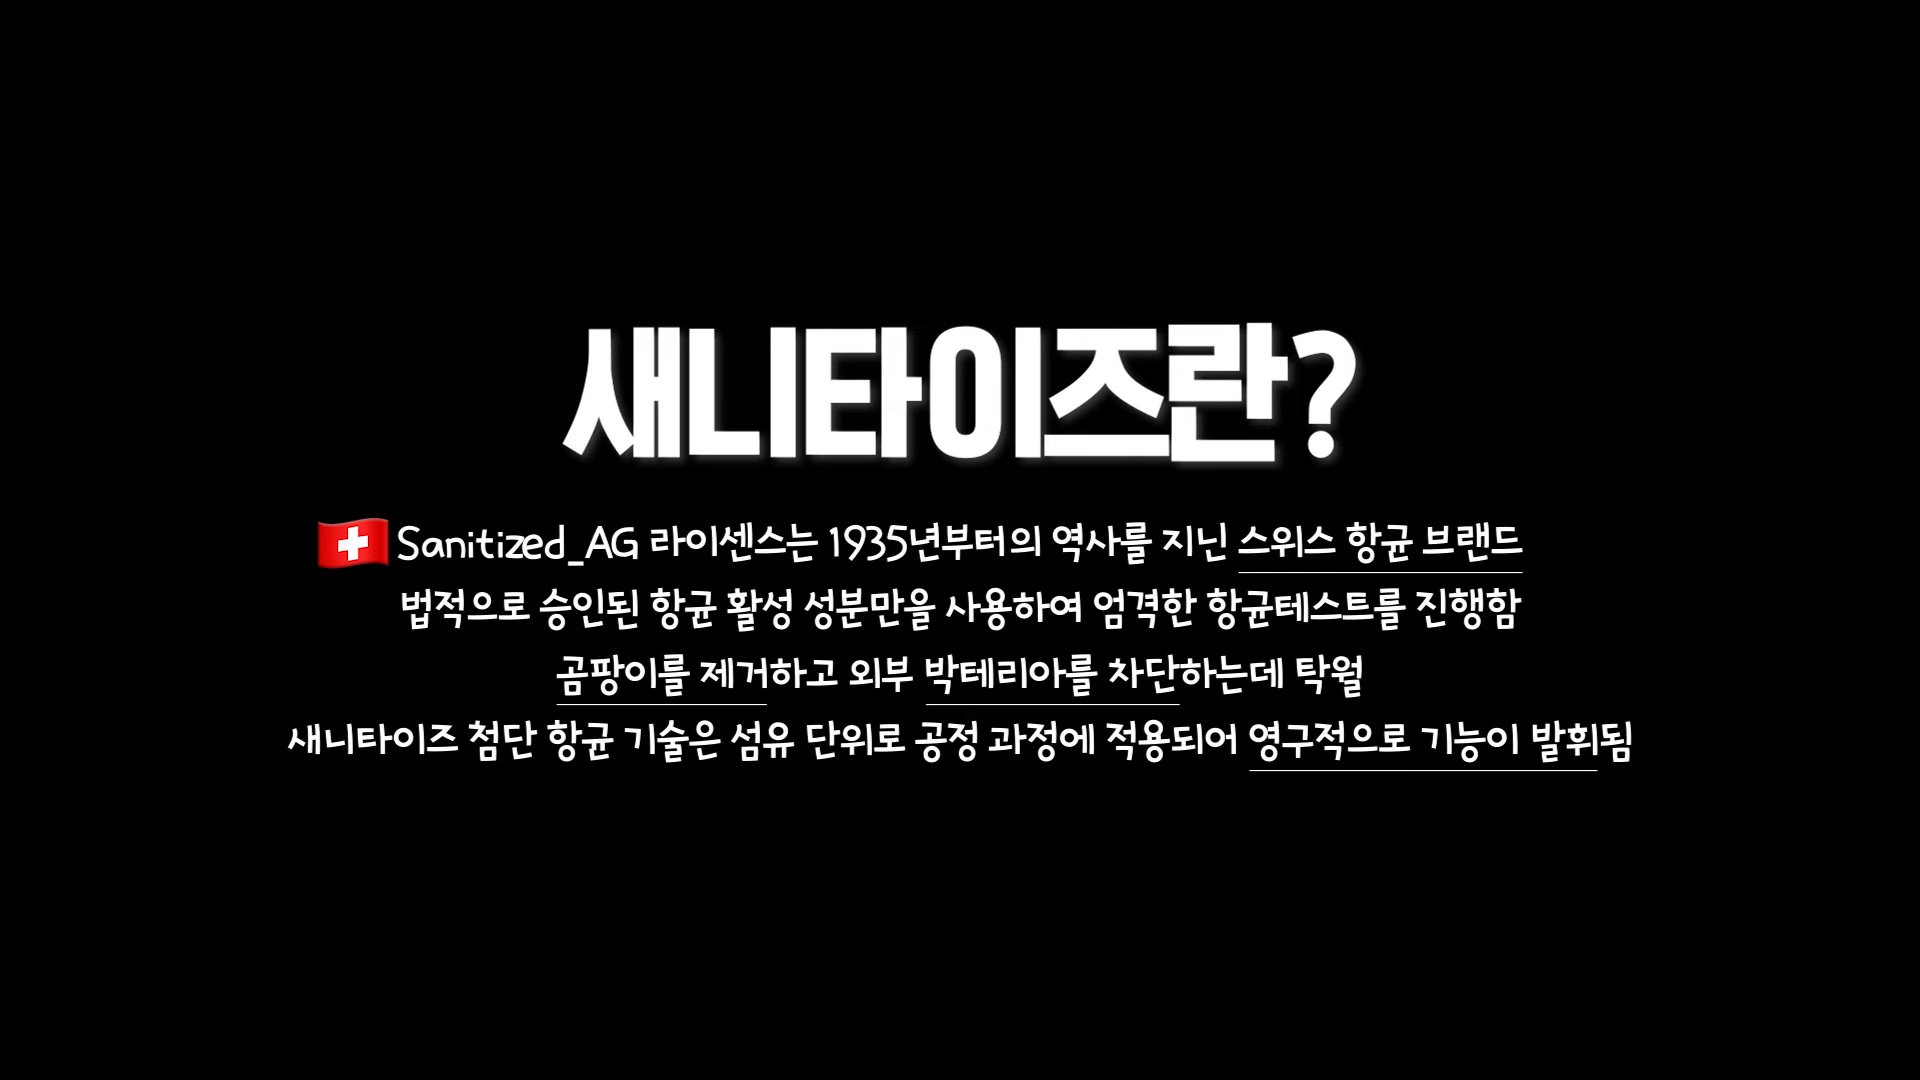 새니타이즈란?
Sanitized_AG 라이센스는 1935년부터의 역사를 지닌 스위스 항균 브랜드
법적으로 승인된 항균 활성 성분만을 사용하여 엄격한 항균테스트를 진행함
곰팡이를 제거하고 외부 박테리아를 차단하는데 탁월
새니타이즈 첨단 항균 기술은 섬유 단위로 공정 과정에 적용되어 영구적으로 기능이 발휘됨